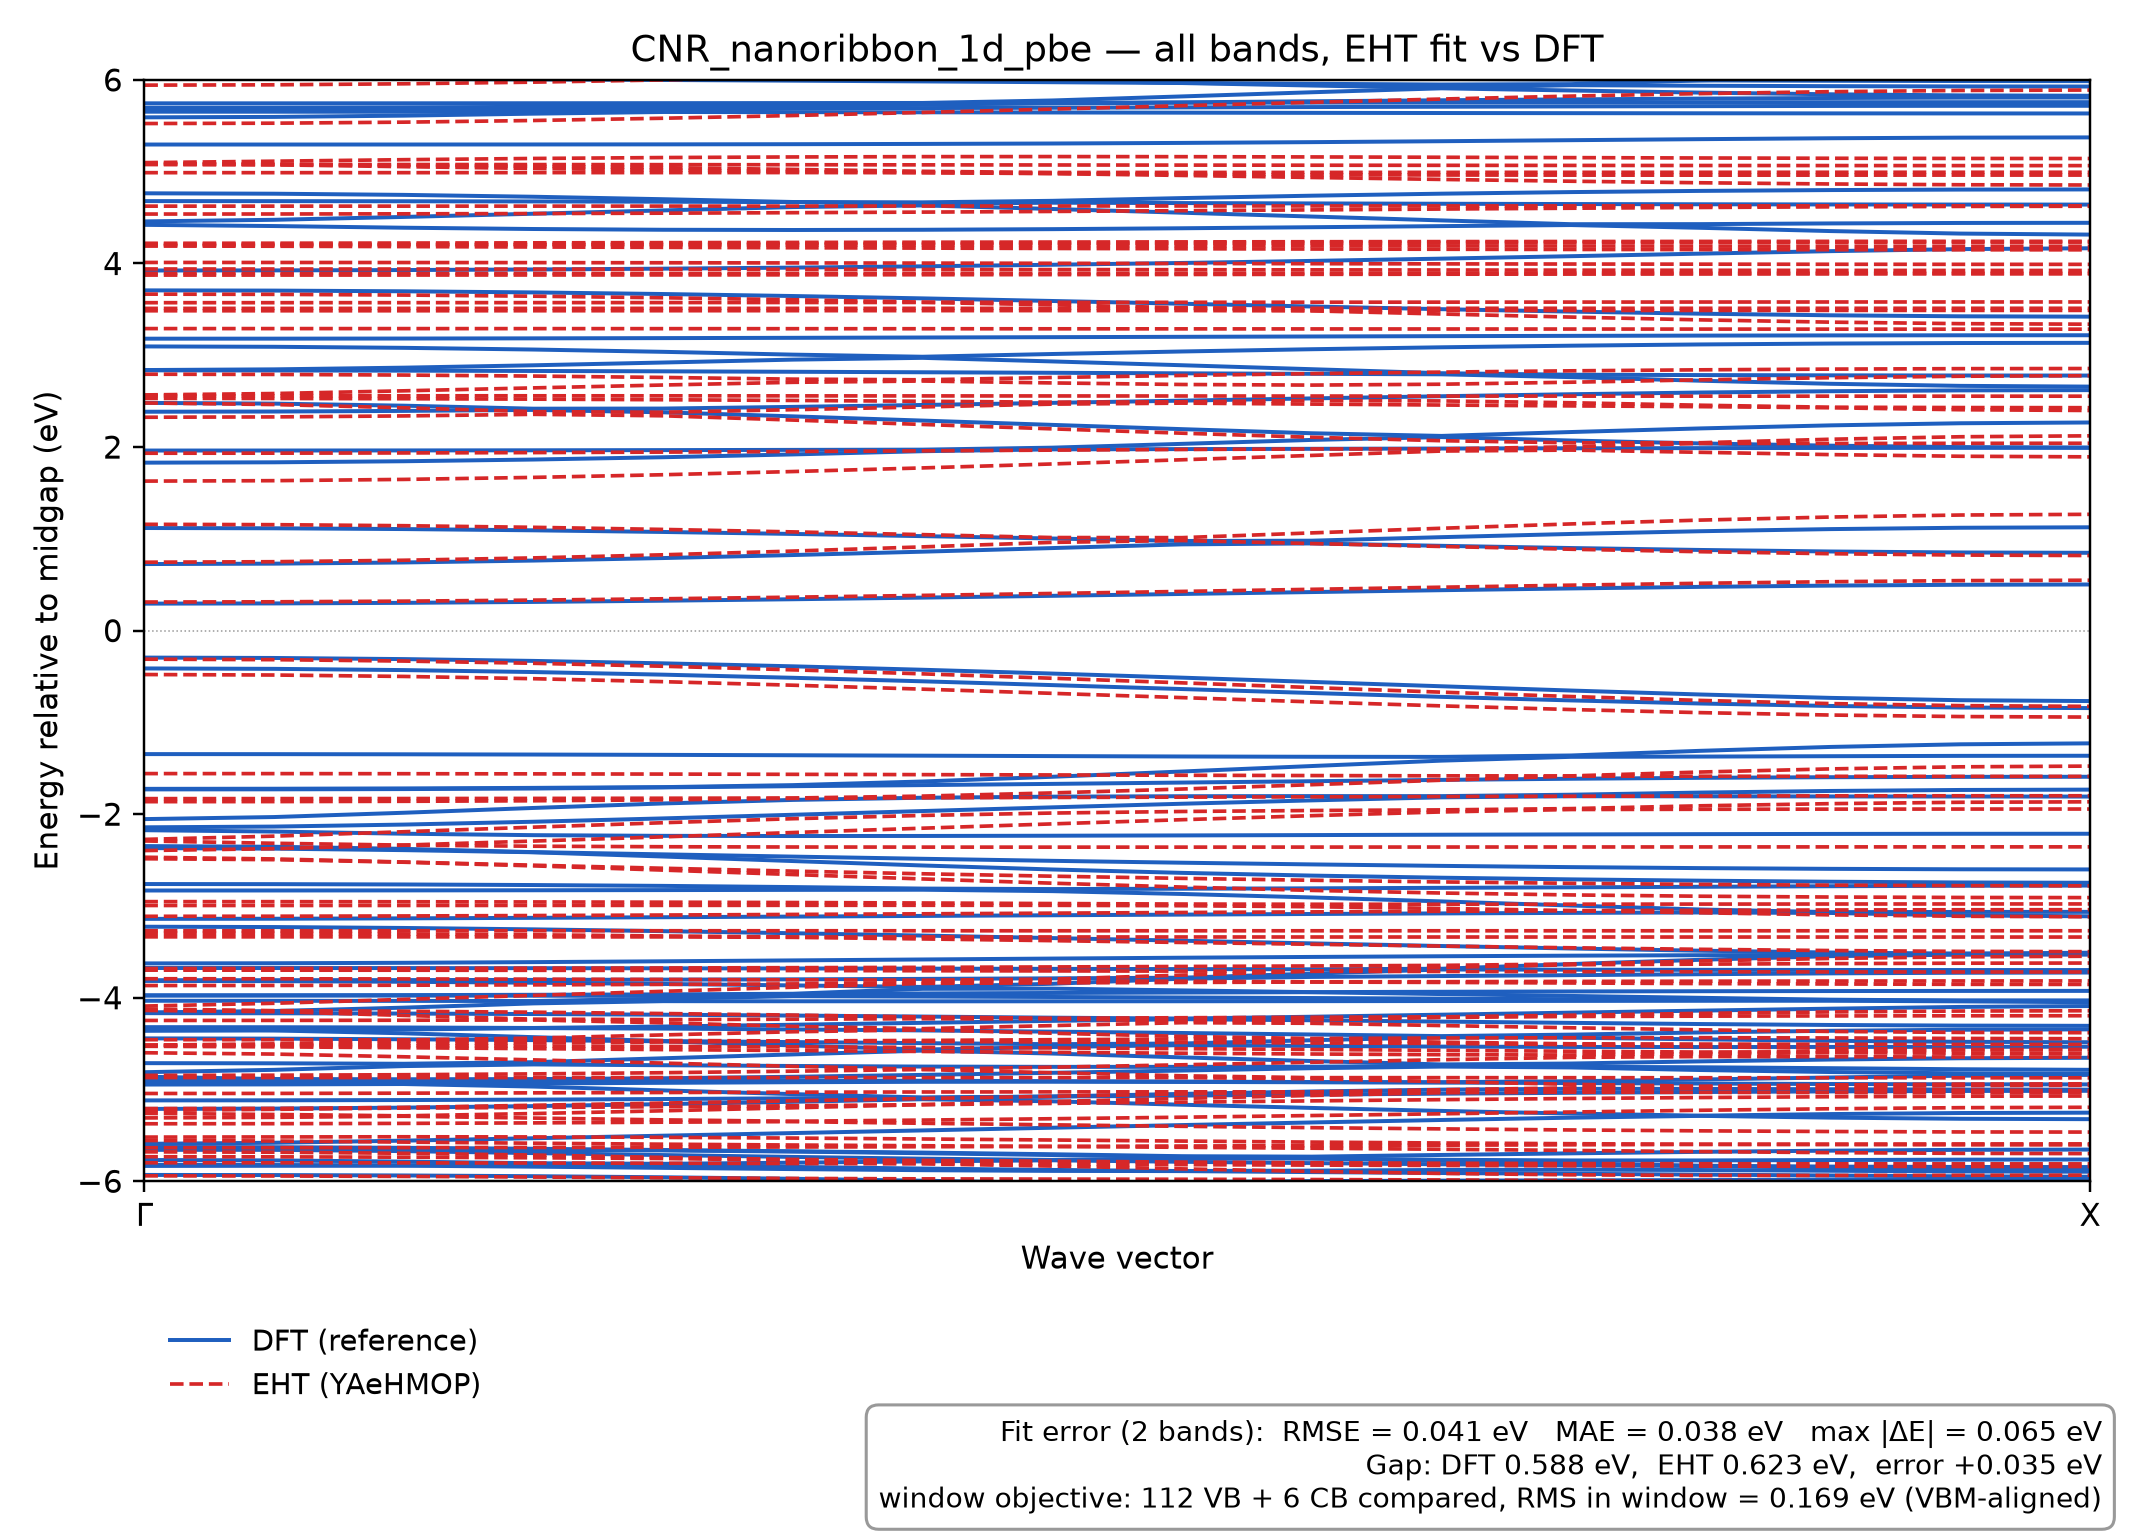 CNR_nanoribbon_1d_pbe — all bands, EHT fit vs DFT
Energy relative to midgap (eV)
6
4
2
0
−2
−4
−6
Γ
X
Wave vector
DFT (reference)
EHT (YAeHMOP)
Fit error (2 bands):  RMSE = 0.041 eV   MAE = 0.038 eV   max |ΔE| = 0.065 eV
Gap: DFT 0.588 eV,  EHT 0.623 eV,  error +0.035 eV
window objective: 112 VB + 6 CB compared, RMS in window = 0.169 eV (VBM-aligned)